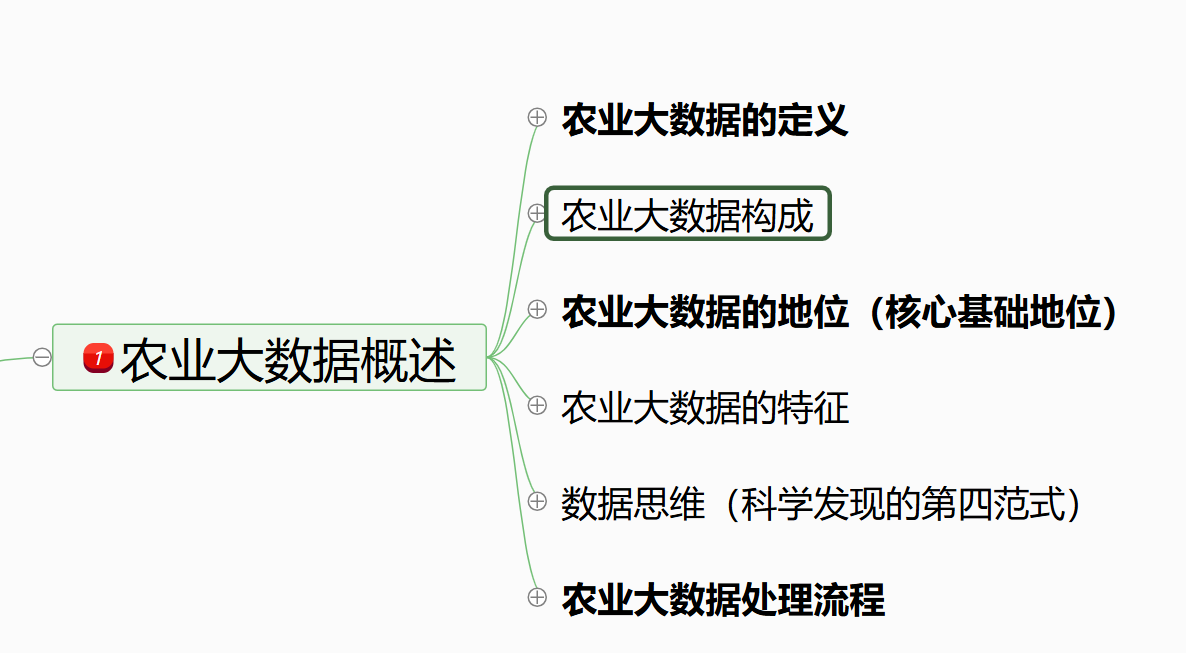 农业大数据的定义
农业大数据构成
农业大数据的地位（核心基础地位）
1 农业大数据概述
农业大数据的特征
数据思维（科学发现的第四范式）
农业大数据处理流程